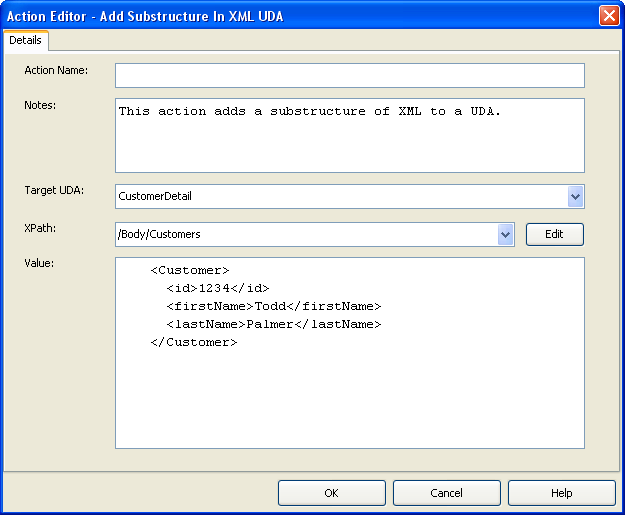 Action Editor - Add Substructure In XML UDA
Details
Action Name:
Notes:
This action adds a substructure of XML to a UDA.
Target UDA:
CustomerDetail
XPath:
/Body/Customers
Edit
Value:
<Customer>
<id>1234</id>
<firstName>Todd</firstName>
<lastName>Palmer</lastName>
</Customer>
OK
Cancel
Help